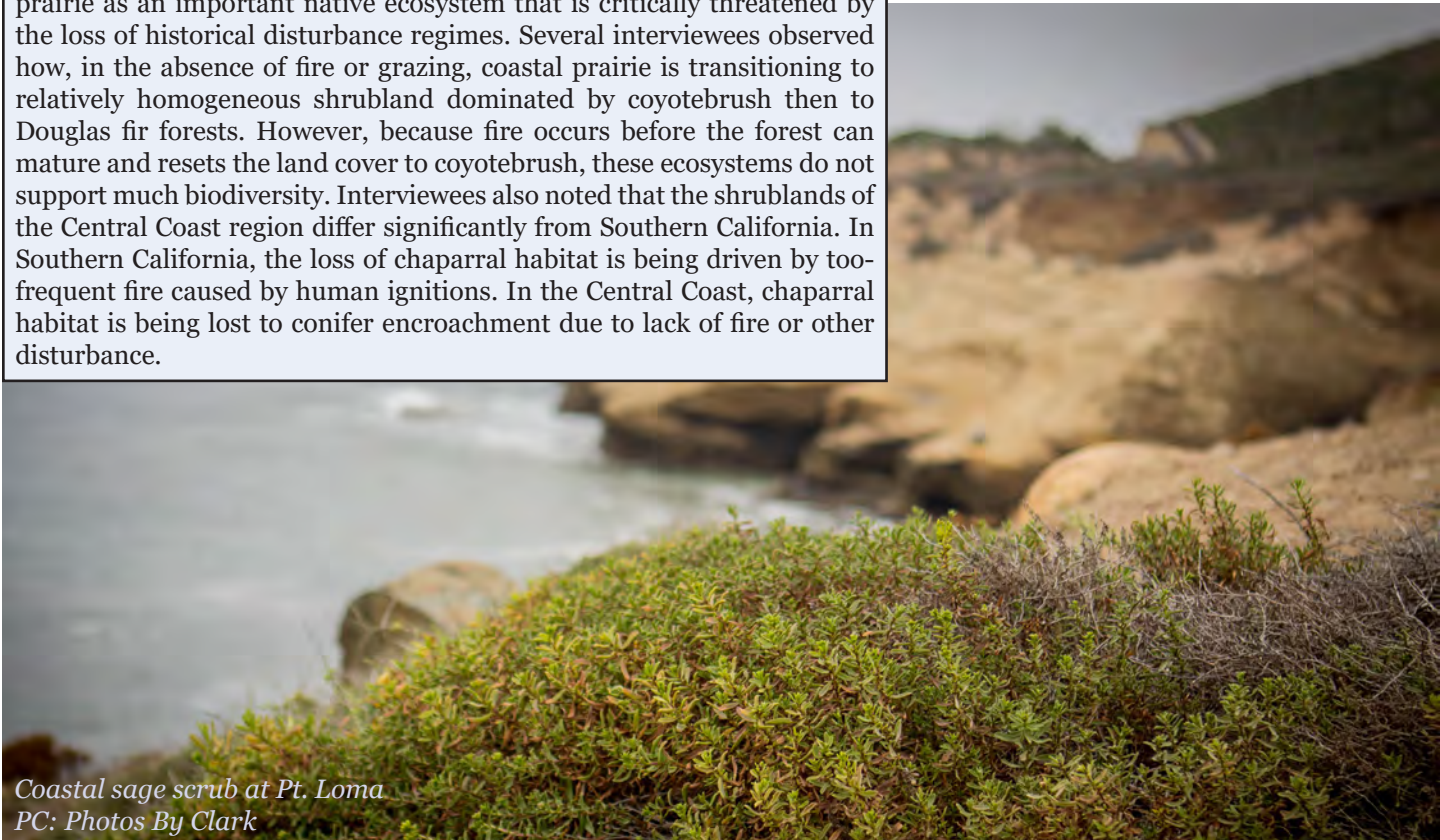 prairie as an important native ecosystem that is critically threatened by
the loss of historical disturbance regimes. Several interviewees observed
how, in the absence of fire or grazing, coastal prairie is transitioning to
relatively homogeneous shrubland dominated by coyotebrush then to
Douglas fir forests. However, because fire occurs before the forest can
mature and resets the land cover to coyotebrush, these ecosystems do not
support much biodiversity. Interviewees also noted that the shrublands of
the Central Coast region differ significantly from Southern California. In
Southern California, the loss of chaparral habitat is being driven by too-
frequent fire caused by human ignitions. In the Central Coast, chaparral
habitat is being lost to conifer encroachment due to lack of fire or other
disturbance.
Coastal sage scrub at Pt. Loma
PC: Photos By Clark